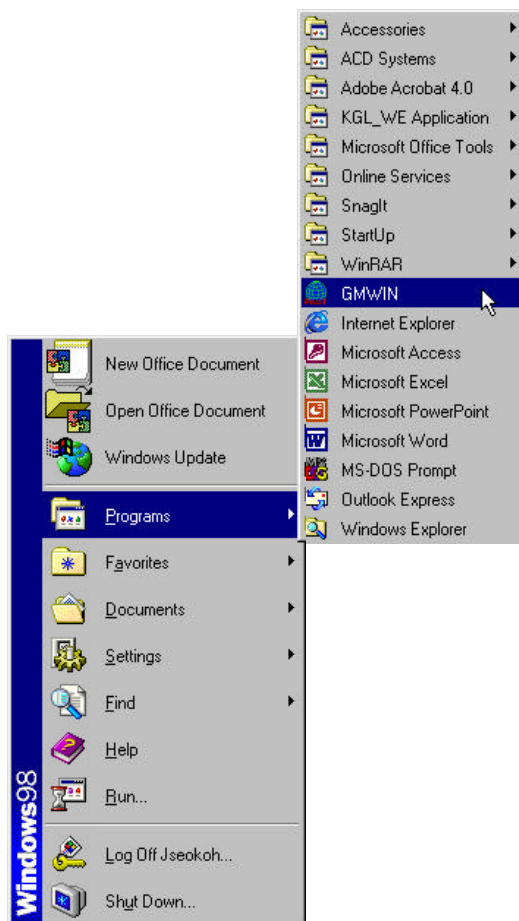 Accessories
ACD Systems
Adobe Acrobat 4.0
KGL_WE Application
Microsoft Office Tools
Online Services
SnagIt
StartUp
WinRAR
GMWIN
Internet Explorer
Microsoft Access
Microsoft Excel
Microsoft PowerPoint
Microsoft Word
MS-DOS Prompt
Outlook Express
Windows Explorer
New Office Document
Open Office Document
Windows Update
Programs
Favorites
Documents
Settings
Find
Help
Run...
Log Off Jseokoh...
Shut Down...
Windows98